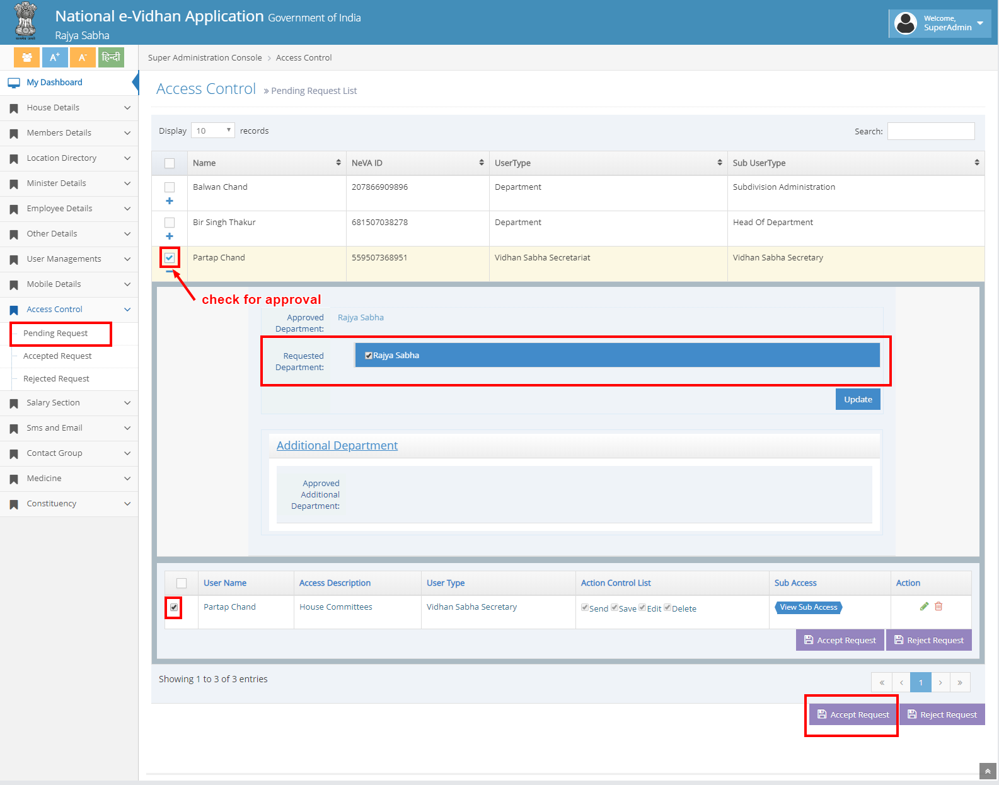 National e-Vidhan Application Government of India
Rajya Sabha
Welcome,
SuperAdmin
A+ A- हिन्दी
Super Administration Console > Access Control
My Dashboard
House Details
Members Details
Location Directory
Minister Details
Employee Details
Other Details
User Managements
Mobile Details
Access Control
Pending Request
Accepted Request
Rejected Request
Salary Section
Sms and Email
Contact Group
Medicine
Constituency
Access Control » Pending Request List
Display 10 records
Search:
Name NeVA ID UserType Sub UserType
Balwan Chand 207866909896 Department Subdivision Administration
Bir Singh Thakur 681507038278 Department Head Of Department
Partap Chand 559507368951 Vidhan Sabha Secretariat Vidhan Sabha Secretary
check for approval
Approved Department: Rajya Sabha
Requested Department: Rajya Sabha
Update
Additional Department
Approved
Additional
Department:
User Name Access Description User Type Action Control List Sub Access Action
Partap Chand House Committees Vidhan Sabha Secretary Send Save Edit Delete View Sub Access
Accept Request Reject Request
Showing 1 to 3 of 3 entries
« ‹ 1 › »
Accept Request Reject Request